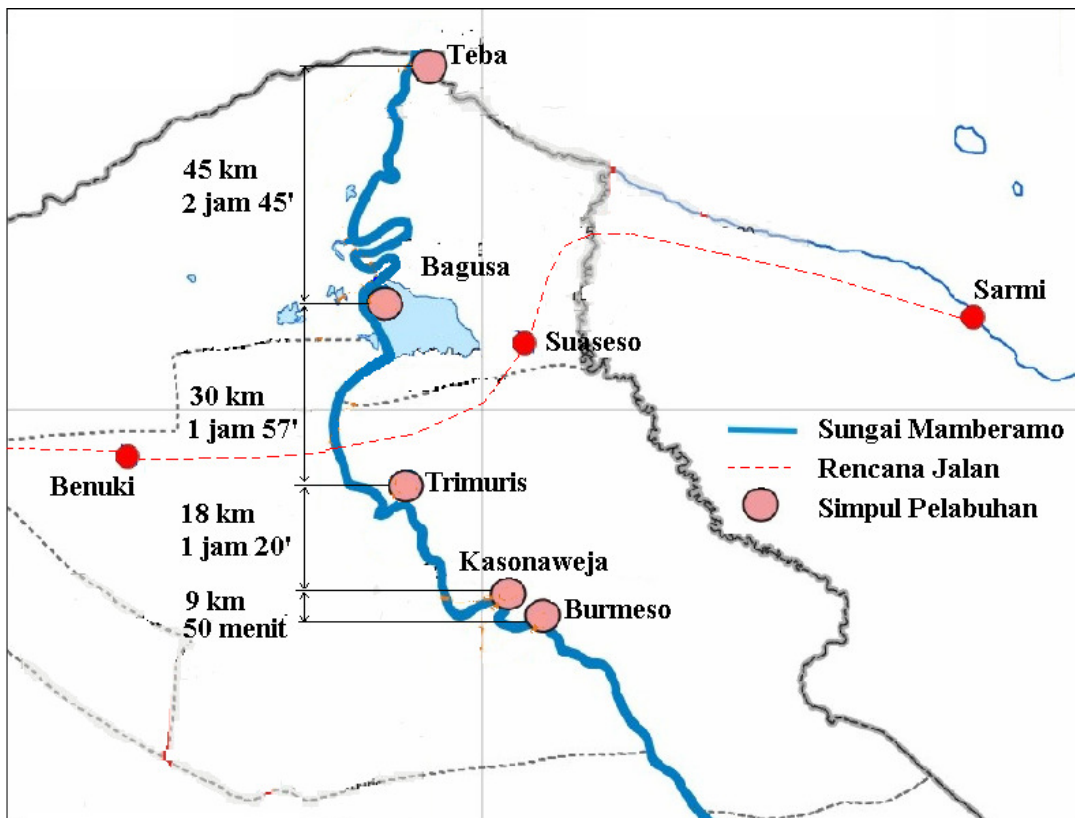 Teba
45 km
2 jam 45'
Bagusa
Sarmi
Suaseso
30 km
1 jam 57'
Sungai Mamberamo
Rencana Jalan
Simpul Pelabuhan
Benuki
Trimuris
18 km
1 jam 20'
Kasonaweja
9 km
50 menit
Burmeso